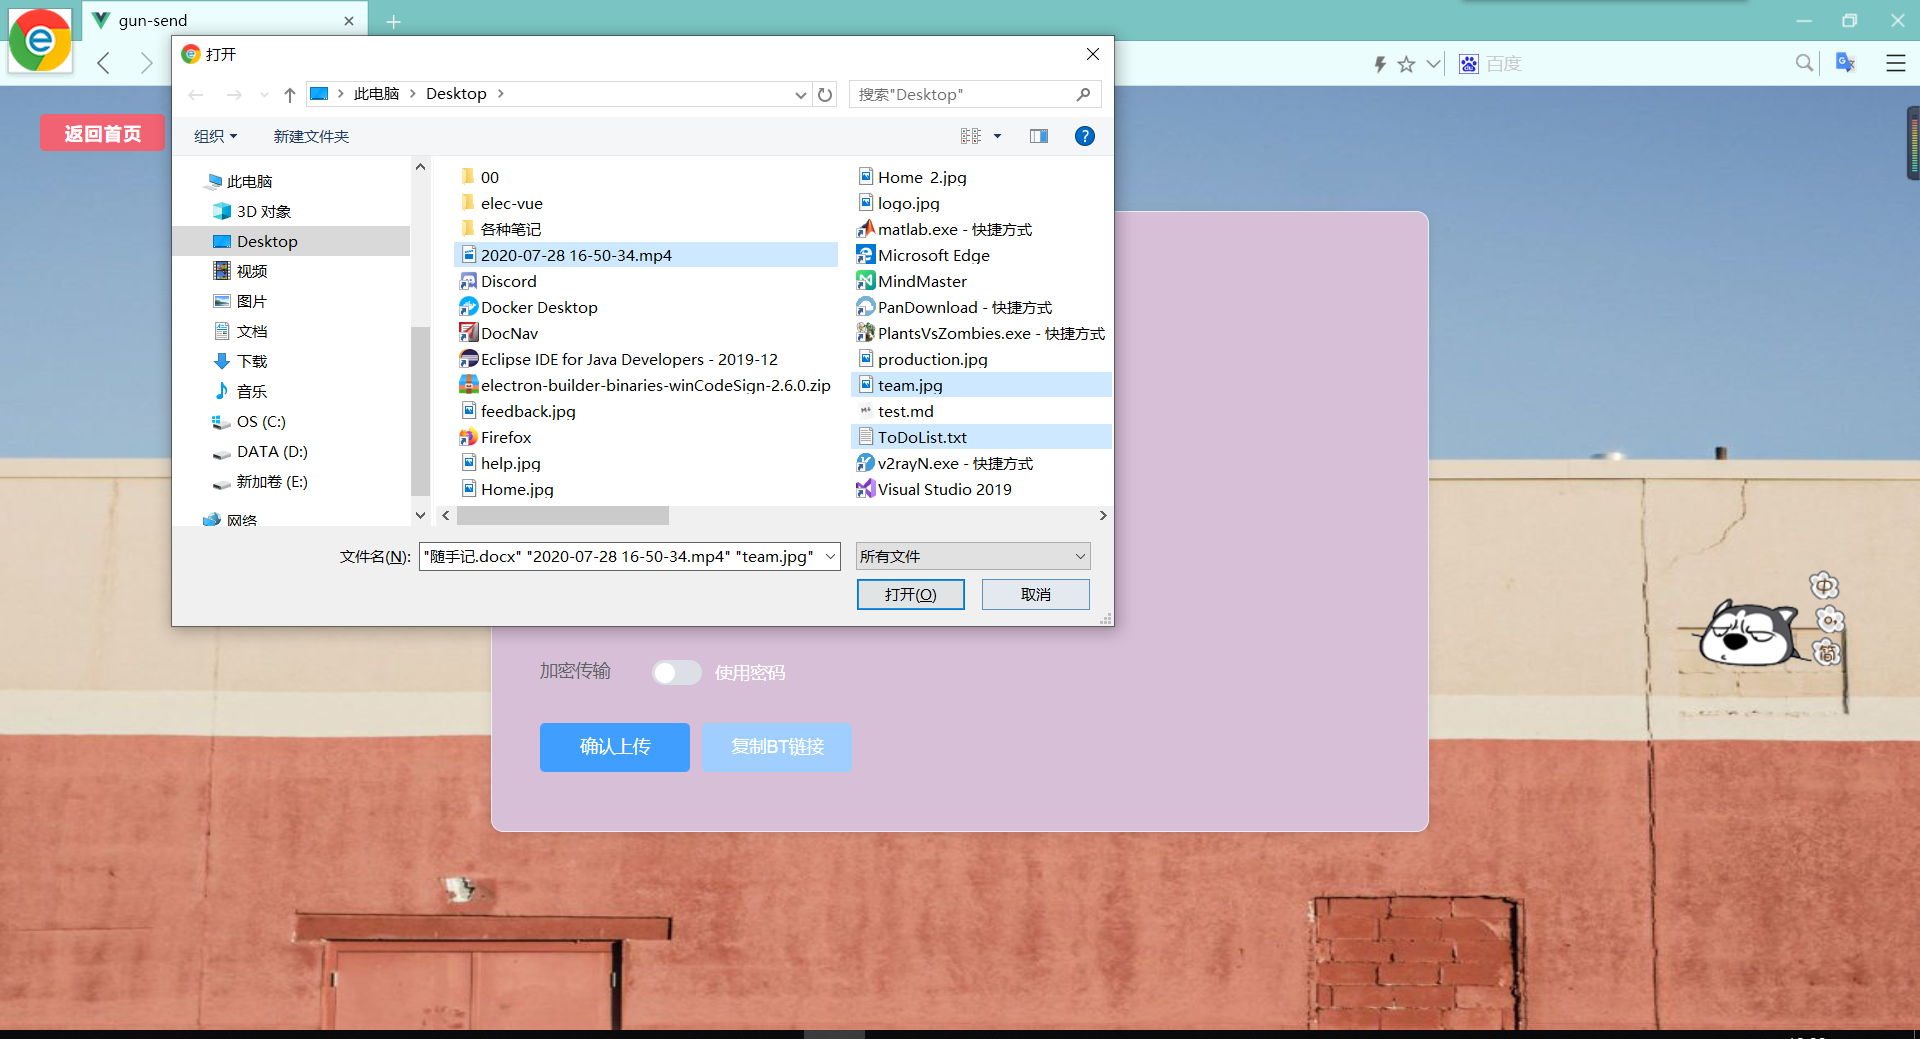 gun-send
百度
打开
此电脑 Desktop
搜索"Desktop"
返回首页
组织
新建文件夹
此电脑
3D 对象
Desktop
视频
图片
文档
下载
音乐
OS (C:)
DATA (D:)
新加卷 (E:)
网络
00
elec-vue
各种笔记
2020-07-28 16-50-34.mp4
Discord
Docker Desktop
DocNav
Eclipse IDE for Java Developers - 2019-12
electron-builder-binaries-winCodeSign-2.6.0.zip
feedback.jpg
Firefox
help.jpg
Home.jpg
Home 2.jpg
logo.jpg
matlab.exe - 快捷方式
Microsoft Edge
MindMaster
PanDownload - 快捷方式
PlantsVsZombies.exe - 快捷方式
production.jpg
team.jpg
test.md
ToDoList.txt
v2rayN.exe - 快捷方式
Visual Studio 2019
文件名(N):
"随手记.docx" "2020-07-28 16-50-34.mp4" "team.jpg"
所有文件
打开(O)
取消
中
简
加密传输
使用密码
确认上传
复制BT链接